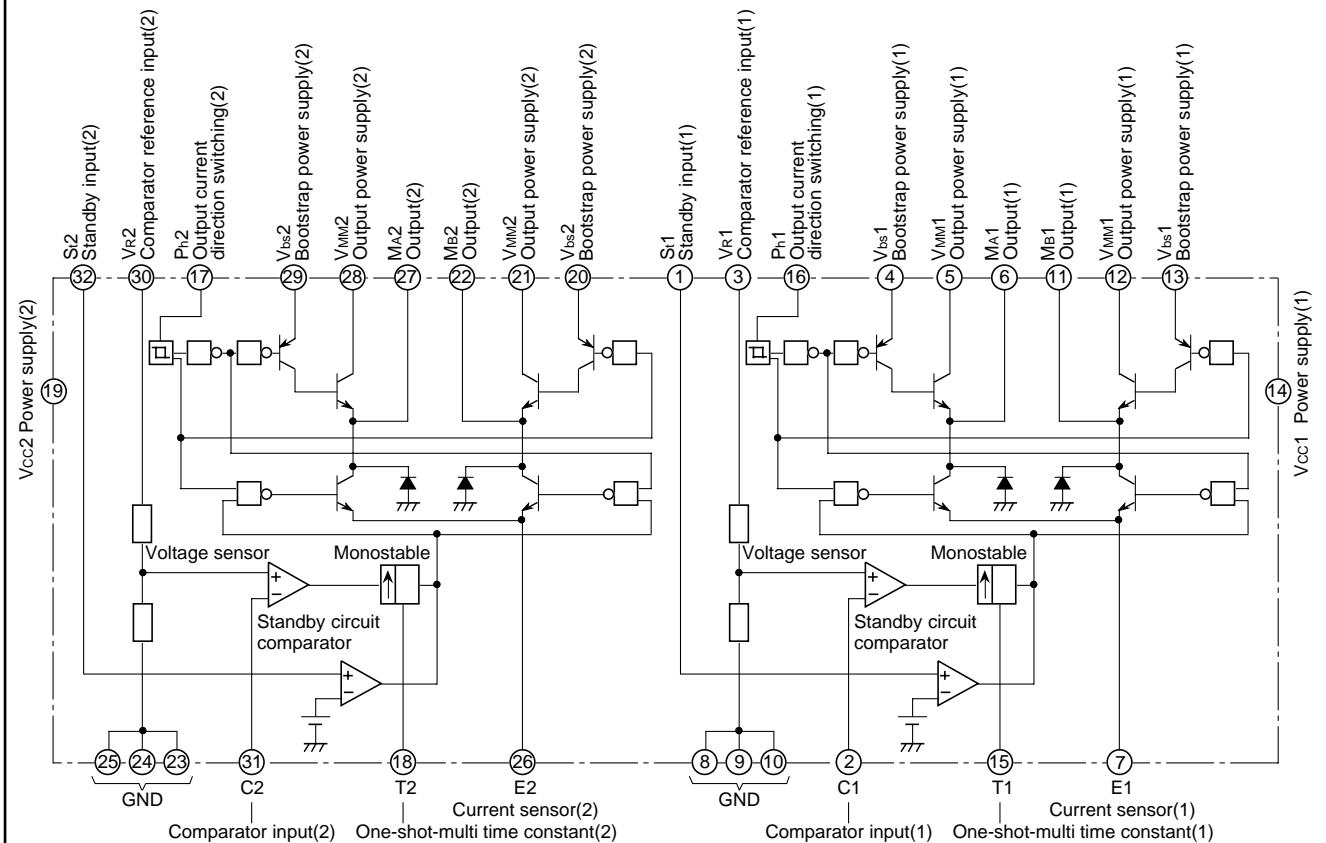 Si2
Standby input(2)
VR2
Comparator reference input(2)
Ph2
Output current
direction switching(2)
Vbs2
Bootstrap power supply(2)
VMM2
Output power supply(2)
MA2
Output(2)
MB2
Output(2)
VMM2
Output power supply(2)
Vbs2
Bootstrap power supply(2)
Si1
Standby input(1)
VR1
Comparator reference input(1)
Ph1
Output current
direction switching(1)
Vbs1
Bootstrap power supply(1)
VMM1
Output power supply(1)
MA1
Output(1)
MB1
Output(1)
VMM1
Output power supply(1)
Vbs1
Bootstrap power supply(1)
32 30 17 29 28 27 22 21 20 1 3 16 4 5 6 11 12 13
Vcc2 Power supply(2)
19
14
Vcc1 Power supply(1)
Voltage sensor
Monostable
Voltage sensor
Monostable
+
−
+
−
Standby circuit
comparator
Standby circuit
comparator
+
−
+
−
25 24 23 31 18 26 8 9 10 2 15 7
GND C2 T2 E2 GND C1 T1 E1
Current sensor(2) Current sensor(1)
Comparator input(2) One-shot-multi time constant(2) Comparator input(1) One-shot-multi time constant(1)